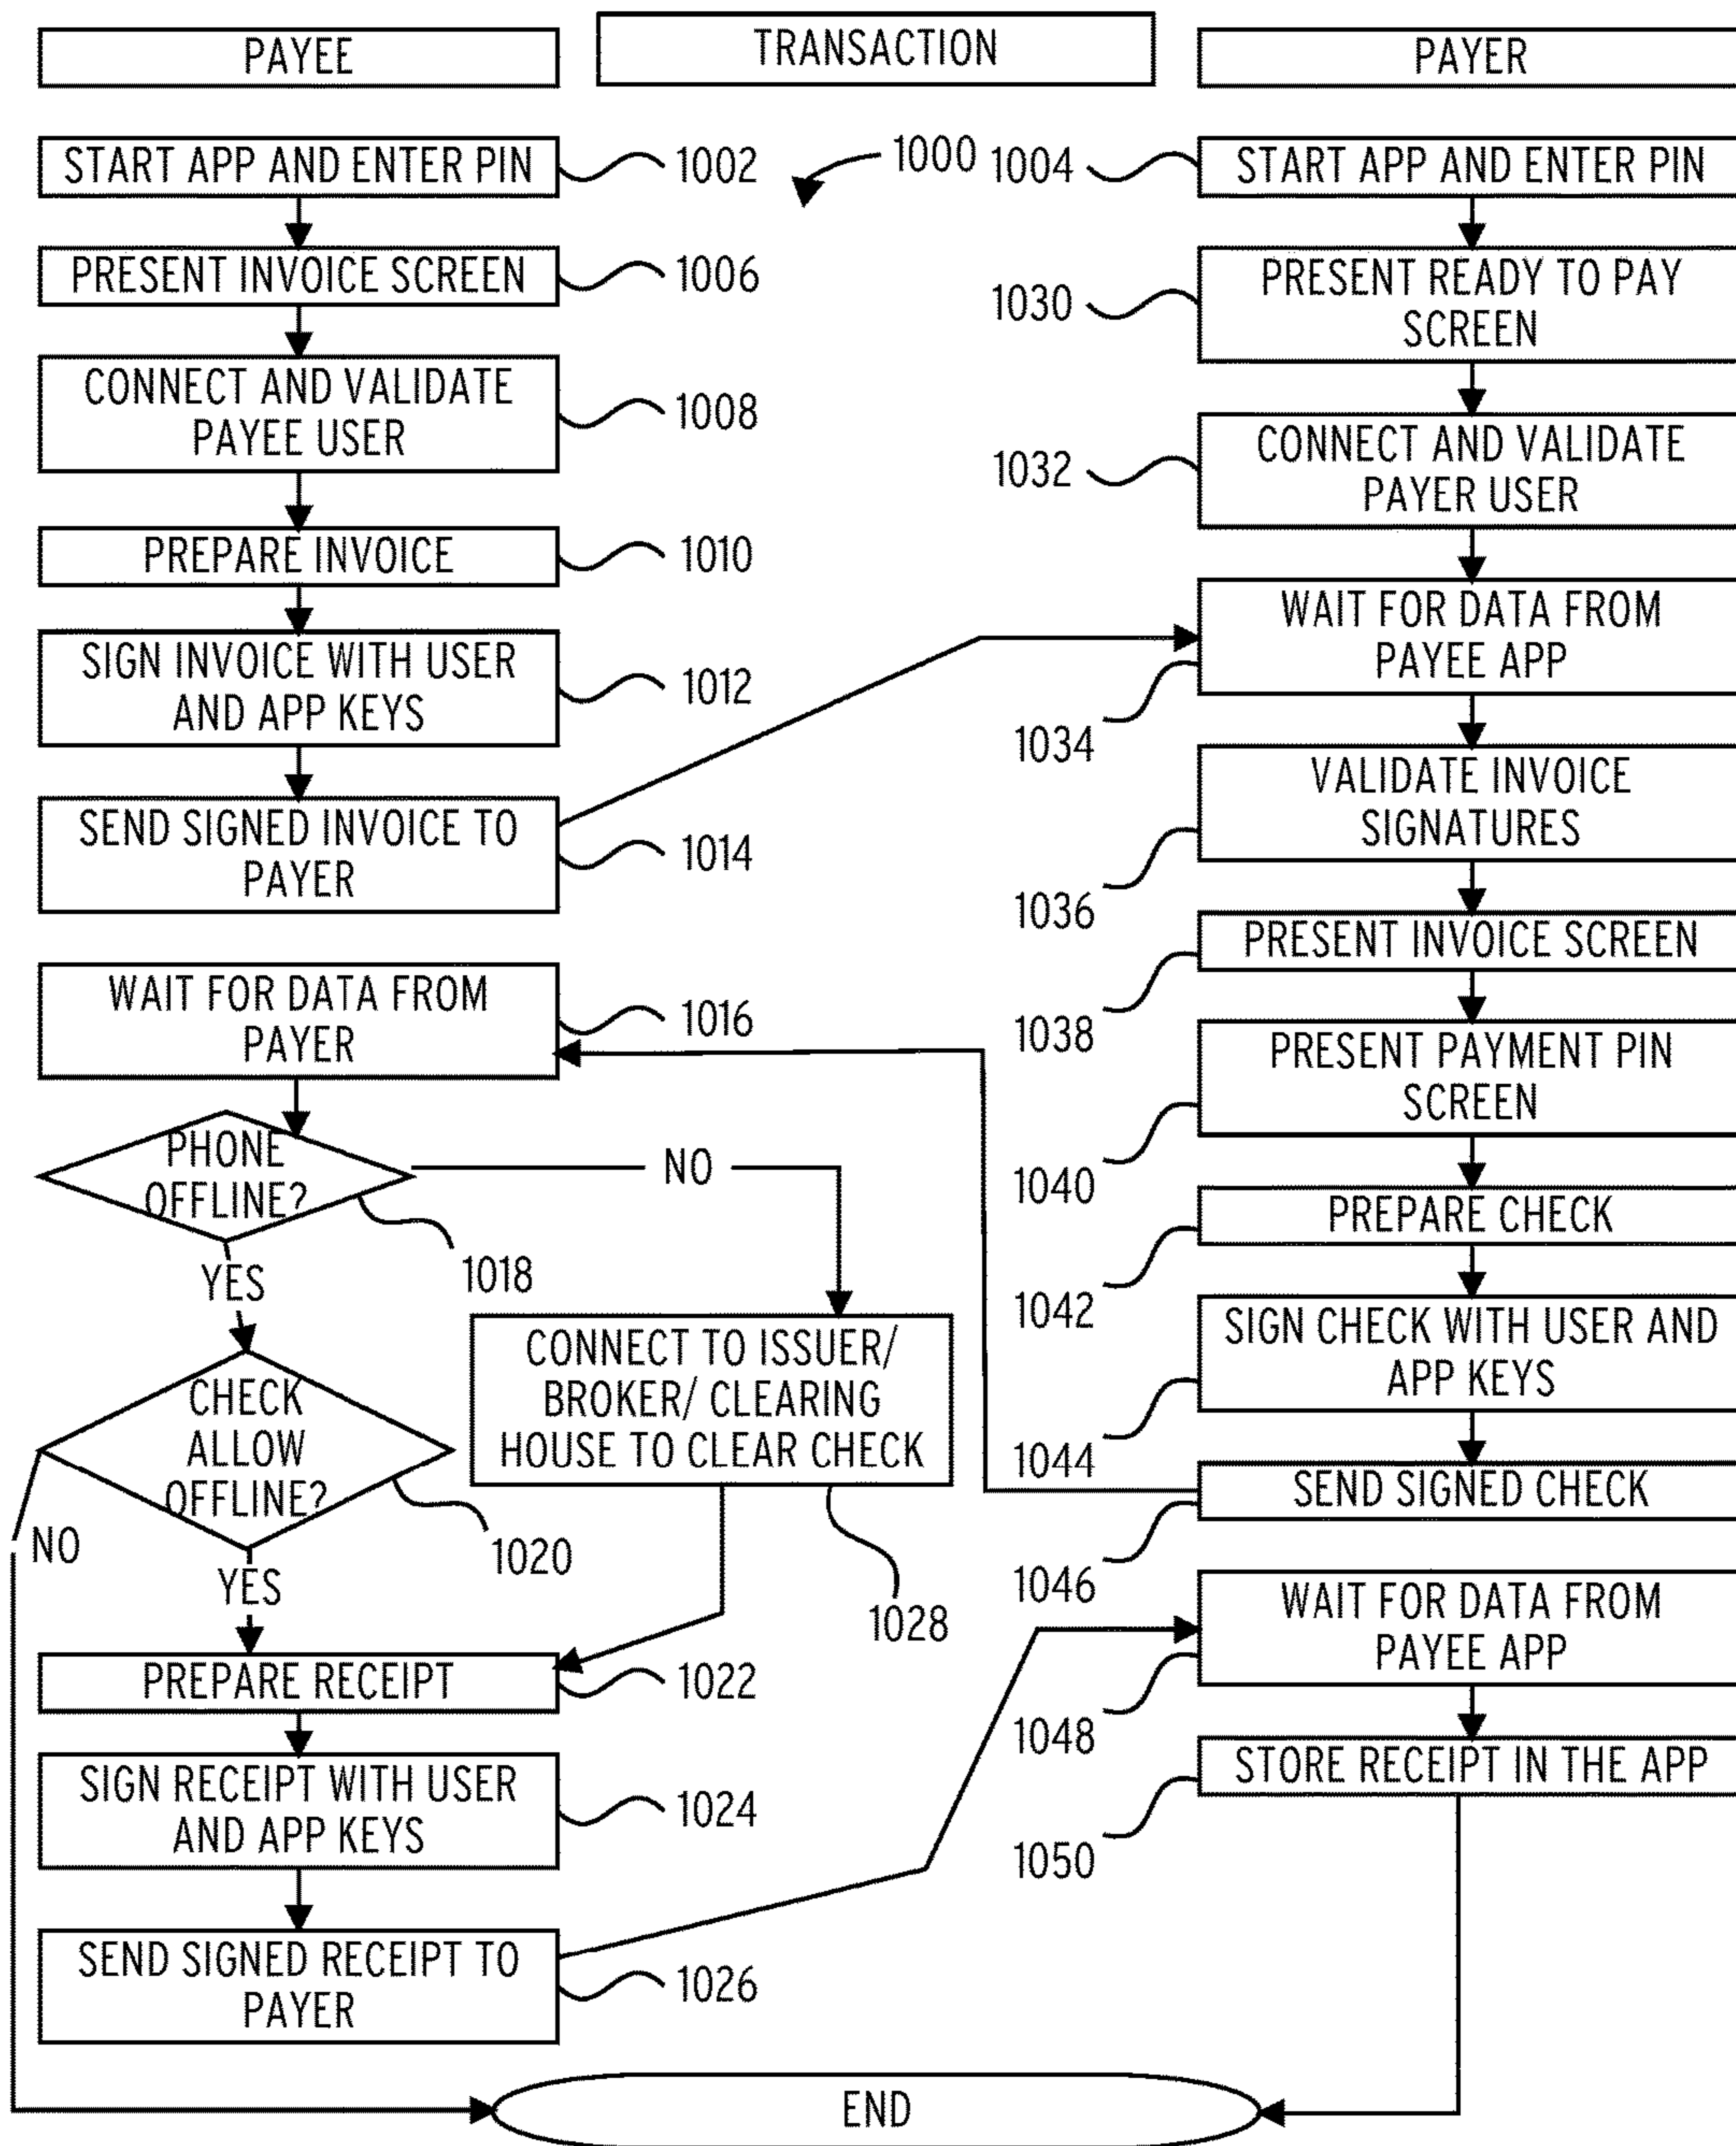 PAYEE
TRANSACTION
PAYER
START APP AND ENTER PIN
1002
1000
1004
START APP AND ENTER PIN
PRESENT INVOICE SCREEN
1006
CONNECT AND VALIDATE
PAYEE USER
1008
PREPARE INVOICE
1010
SIGN INVOICE WITH USER
AND APP KEYS
1012
SEND SIGNED INVOICE TO
PAYER
1014
WAIT FOR DATA FROM
PAYER
1016
PHONE
OFFLINE?
NO
1018
YES
CHECK
ALLOW
OFFLINE?
1020
NO
YES
CONNECT TO ISSUER/
BROKER/ CLEARING
HOUSE TO CLEAR CHECK
1028
PREPARE RECEIPT
1022
SIGN RECEIPT WITH USER
AND APP KEYS
1024
SEND SIGNED RECEIPT TO
PAYER
1026
PRESENT READY TO PAY
SCREEN
1030
CONNECT AND VALIDATE
PAYER USER
1032
WAIT FOR DATA FROM
PAYEE APP
1034
VALIDATE INVOICE
SIGNATURES
1036
PRESENT INVOICE SCREEN
1038
PRESENT PAYMENT PIN
SCREEN
1040
PREPARE CHECK
1042
SIGN CHECK WITH USER AND
APP KEYS
1044
SEND SIGNED CHECK
1046
WAIT FOR DATA FROM
PAYEE APP
1048
STORE RECEIPT IN THE APP
1050
END